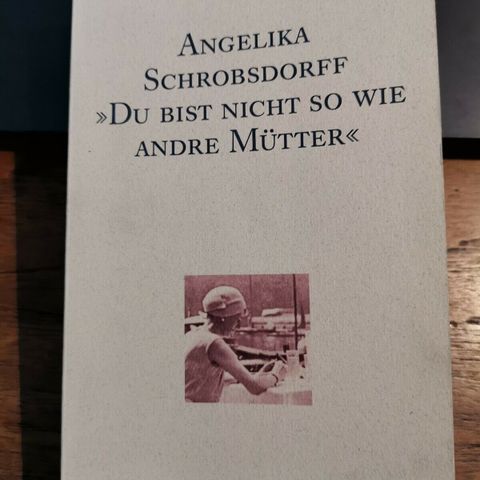 ANGELIKA
SCHROBSDORFF
»DU BIST NICHT SO WIE
ANDRE MÜTTER«